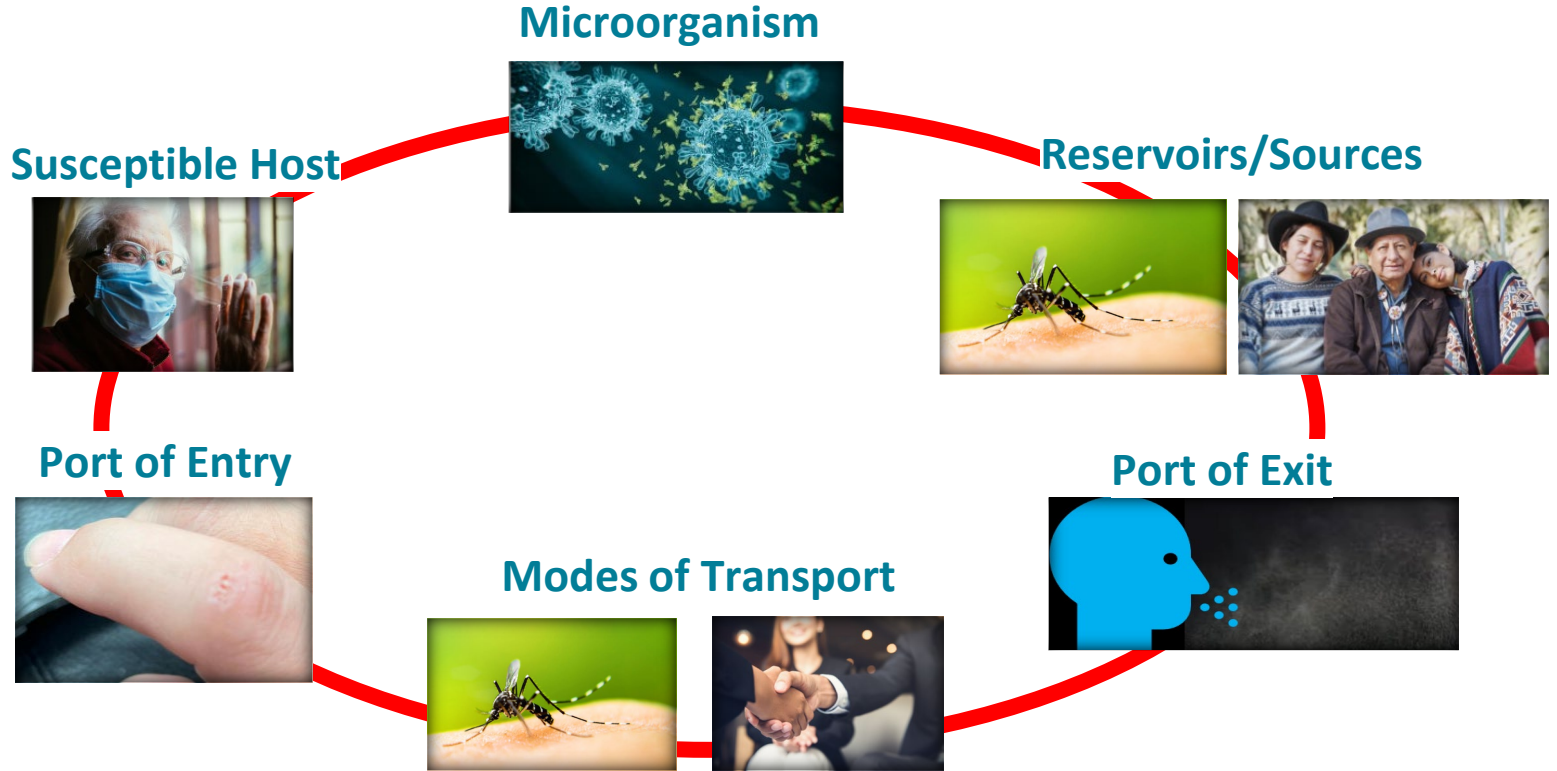 Microorganism
Reservoirs/Sources
Port of Exit
Modes of Transport
Port of Entry
Susceptible Host